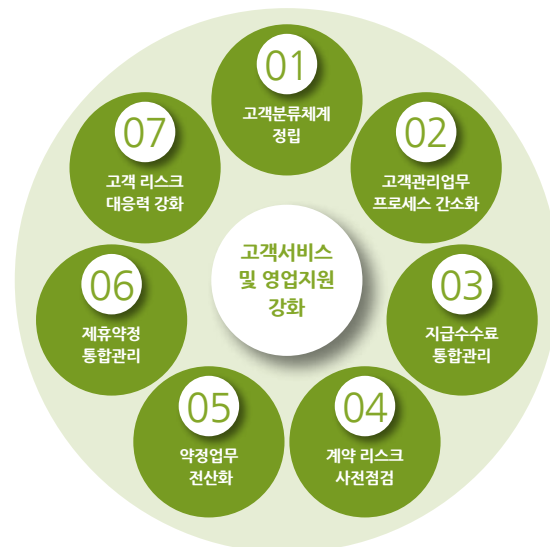 01
고객분류체계
정립
02
고객관리업무
프로세스 간소화
03
지급수수료
통합관리
04
계약 리스크
사전점검
05
약정업무
전산화
06
제휴약정
통합관리
07
고객 리스크
대응력 강화
고객서비스
및 영업지원
강화